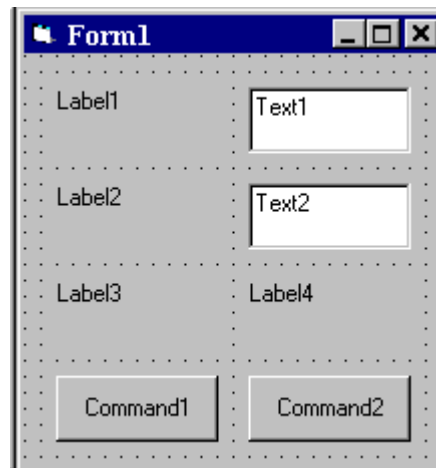 Form1
Label1 Text1
Label2 Text2
Label3 Label4
Command1 Command2